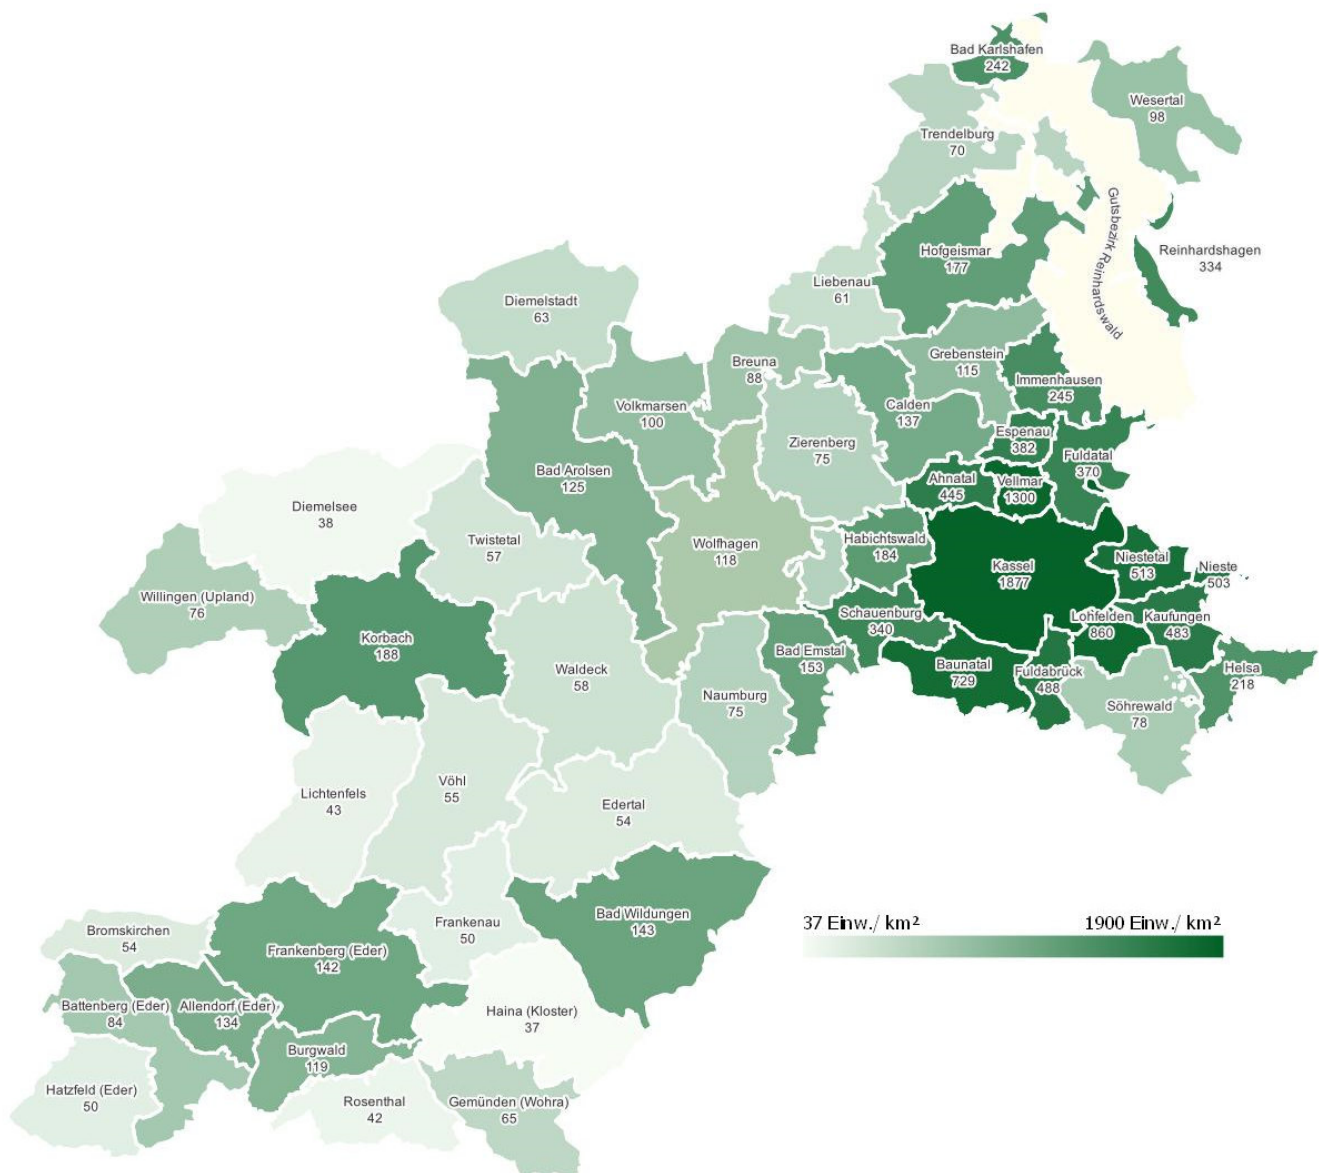 Bad Karlshafen
242
Wesertal
98
Trendelburg
70
Gutsbezirk Reinhardswald
Hofgeismar
177
Reinhardshagen
334
Liebenau
61
Diemelstadt
63
Grebenstein
115
Breuna
88
Immenhausen
245
Volkmarsen
100
Calden
137
Espenau
382
Zierenberg
75
Fuldatal
370
Bad Arolsen
125
Ahnatal
445
Vellmar
1300
Diemelsee
38
Twistetal
57
Wolfhagen
118
Habichtswald
184
Kassel
1877
Niestetal
513
Nieste
503
Willingen (Upland)
76
Schauenburg
340
Lohfelden
860
Kaufungen
483
Korbach
188
Bad Emstal
153
Waldeck
58
Baunatal
729
Fuldabrück
488
Helsa
218
Naumburg
75
Söhrewald
78
Vöhl
55
Lichtenfels
43
Edertal
54
Bad Wildungen
143
Frankenau
50
37 Einw./ km²
1900 Einw./ km²
Bromskirchen
54
Frankenberg (Eder)
142
Battenberg (Eder)
84
Allendorf (Eder)
134
Haina (Kloster)
37
Burgwald
119
Hatzfeld (Eder)
50
Rosenthal
42
Gemünden (Wohra)
65